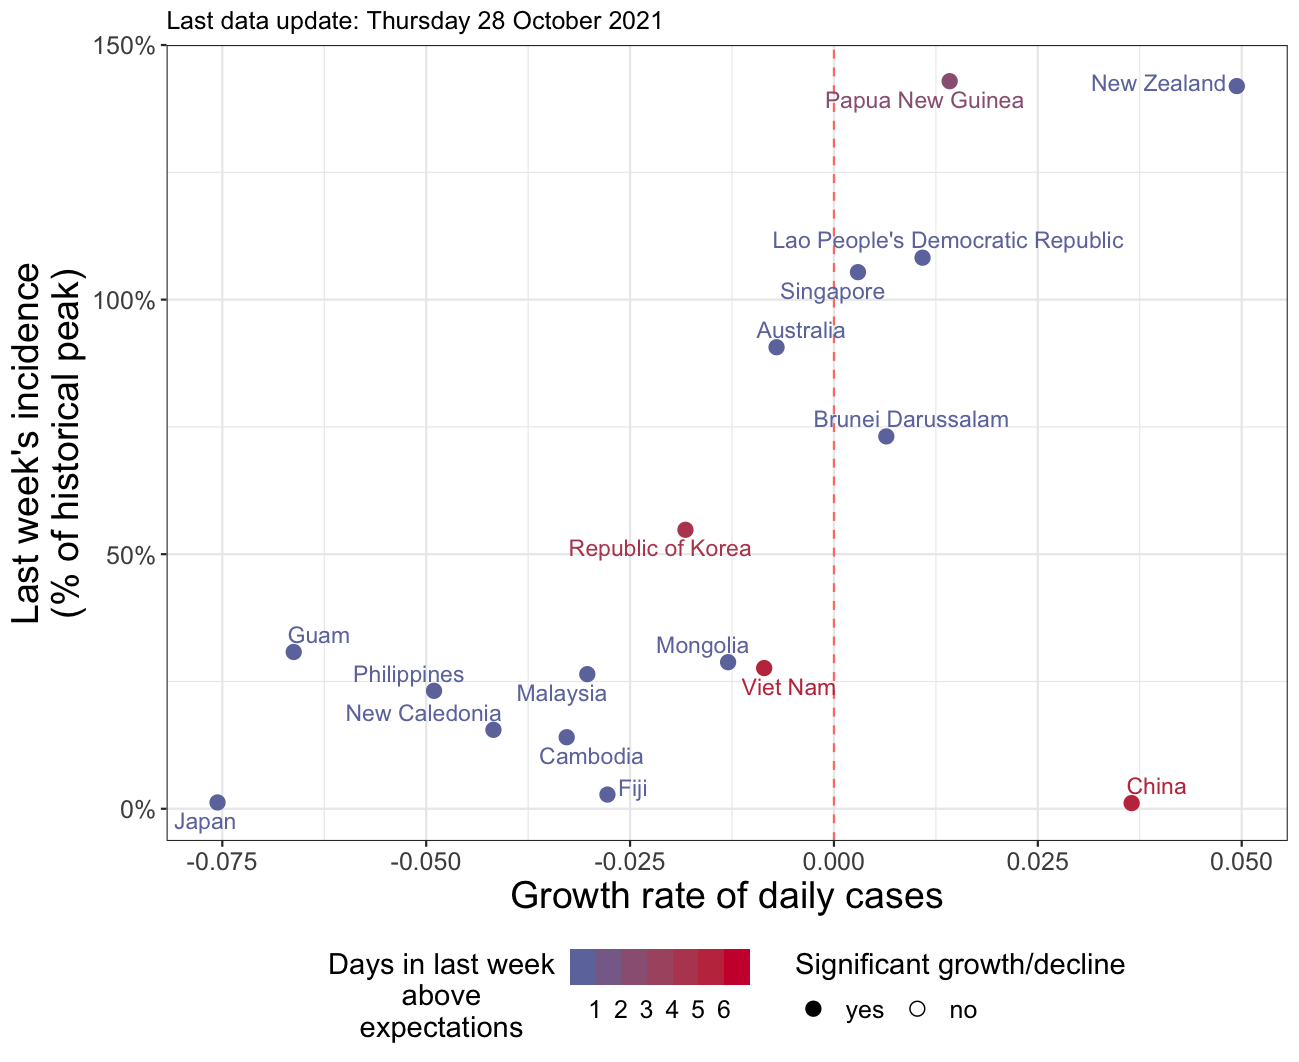 Last data update: Thursday 28 October 2021
150%
100%
50%
0%
Last week's incidence
(% of historical peak)
Papua New Guinea
New Zealand
Lao People's Democratic Republic
Singapore
Australia
Brunei Darussalam
Republic of Korea
Guam
Mongolia
Philippines
Malaysia
Viet Nam
New Caledonia
Cambodia
Fiji
China
Japan
-0.075 -0.050 -0.025 0.000 0.025 0.050
Growth rate of daily cases
Days in last week
above
expectations
1 2 3 4 5 6
Significant growth/decline
yes no